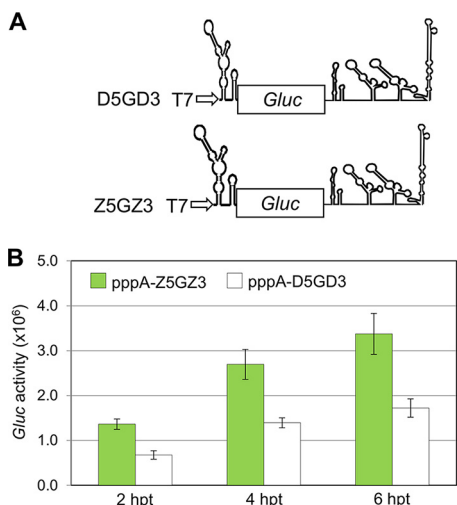 A
D5GD3 T7 Gluc
Z5GZ3 T7 Gluc
B
5.0
pppA-Z5GZ3 pppA-D5GD3
4.0
3.0
2.0
1.0
0.0
Gluc activity (x10⁶)
2 hpt 4 hpt 6 hpt